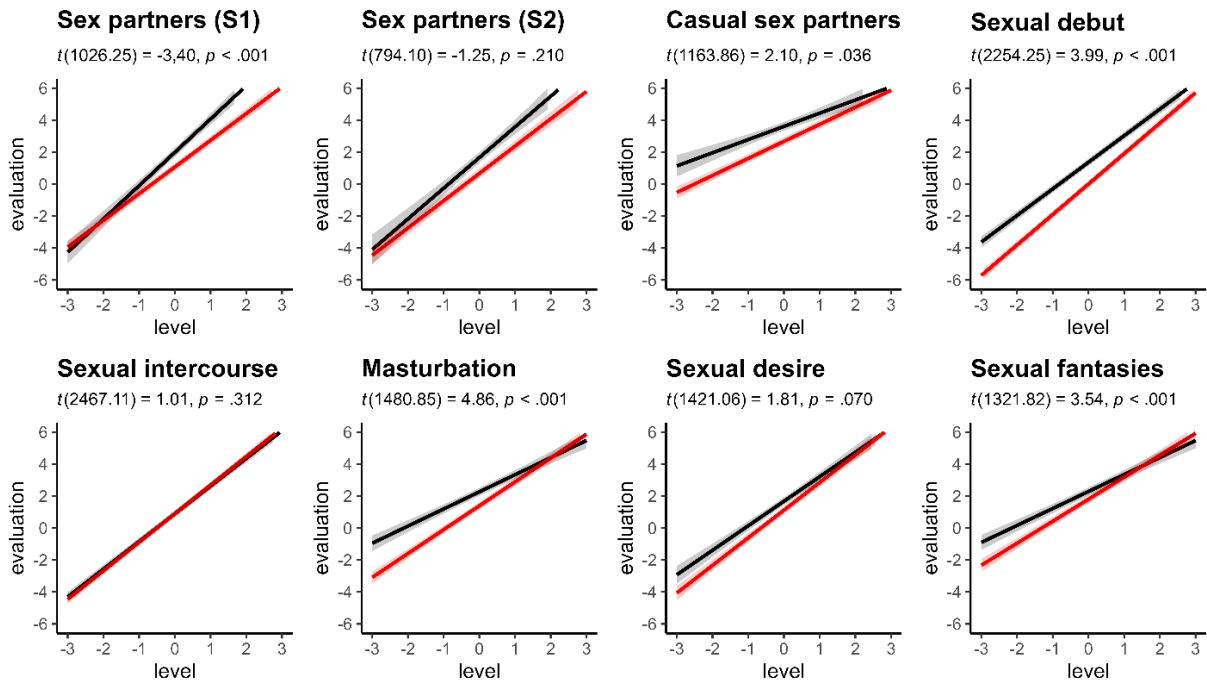 Sex partners (S1)
t(1026.25) = -3,40, p < .001
6
4
2
0
-2
-4
-6
evaluation
-3 -2 -1 0 1 2 3
level
Sex partners (S2)
t(794.10) = -1.25, p = .210
6
4
2
0
-2
-4
-6
evaluation
-3 -2 -1 0 1 2 3
level
Casual sex partners
t(1163.86) = 2.10, p = .036
6
4
2
0
-2
-4
-6
evaluation
-3 -2 -1 0 1 2 3
level
Sexual debut
t(2254.25) = 3.99, p < .001
6
4
2
0
-2
-4
-6
evaluation
-3 -2 -1 0 1 2 3
level
Sexual intercourse
t(2467.11) = 1.01, p = .312
6
4
2
0
-2
-4
-6
evaluation
-3 -2 -1 0 1 2 3
level
Masturbation
t(1480.85) = 4.86, p < .001
6
4
2
0
-2
-4
-6
evaluation
-3 -2 -1 0 1 2 3
level
Sexual desire
t(1421.06) = 1.81, p = .070
6
4
2
0
-2
-4
-6
evaluation
-3 -2 -1 0 1 2 3
level
Sexual fantasies
t(1321.82) = 3.54, p < .001
6
4
2
0
-2
-4
-6
evaluation
-3 -2 -1 0 1 2 3
level